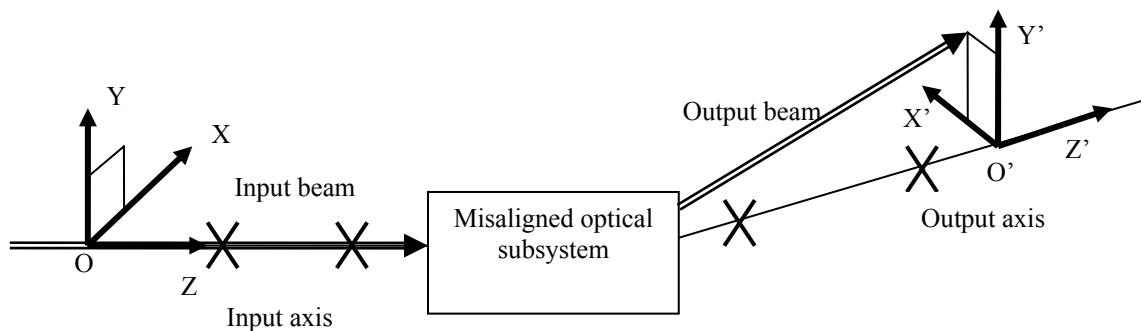 Y
X
Input beam
O
Z
Input axis
Misaligned optical
subsystem
Output beam
Y’
X’
Z’
O’
Output axis